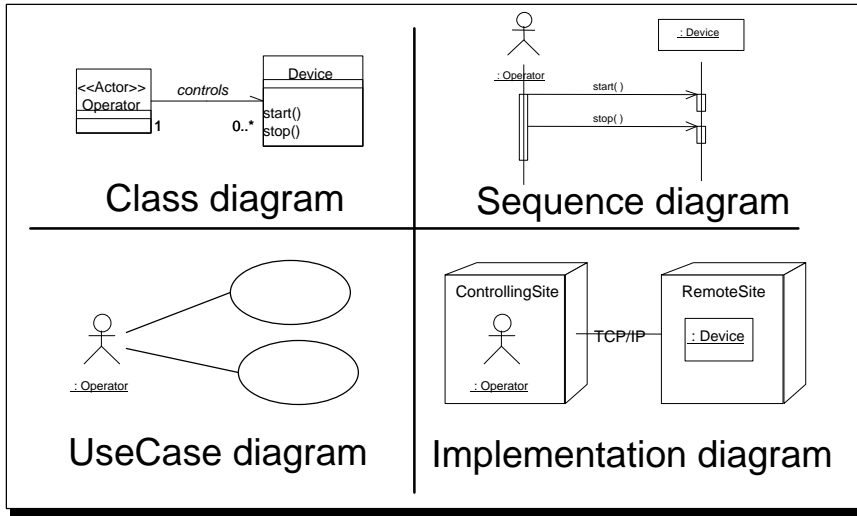 <<Actor>>
Operator
controls
Device
1
0..*
start()
stop()
Class diagram
: Operator
: Device
start( )
stop( )
Sequence diagram
: Operator
UseCase diagram
ControllingSite
: Operator
TCP/IP
RemoteSite
: Device
Implementation diagram